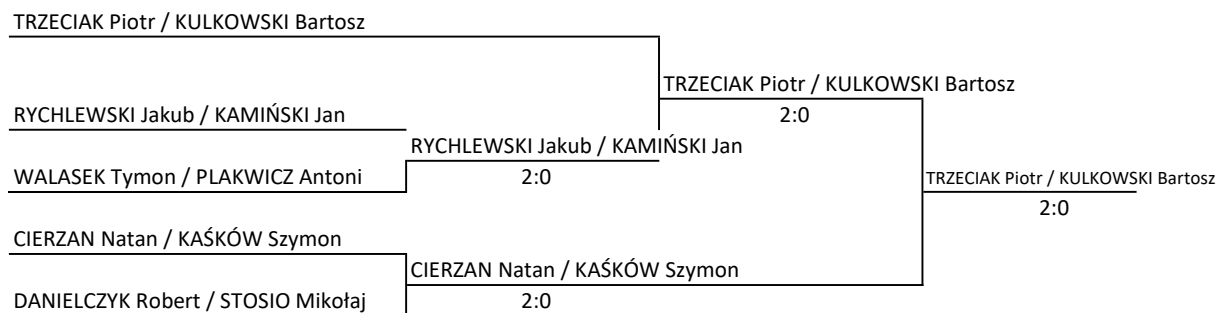 TRZECIAK Piotr / KULKOWSKI Bartosz
TRZECIAK Piotr / KULKOWSKI Bartosz
RYCHLEWSKI Jakub / KAMIŃSKI Jan
2:0
RYCHLEWSKI Jakub / KAMIŃSKI Jan
WALASEK Tymon / PLAKWICZ Antoni
2:0
TRZECIAK Piotr / KULKOWSKI Bartosz
2:0
CIERZAN Natan / KAŚKÓW Szymon
CIERZAN Natan / KAŚKÓW Szymon
DANIELCZYK Robert / STOSIO Mikołaj
2:0